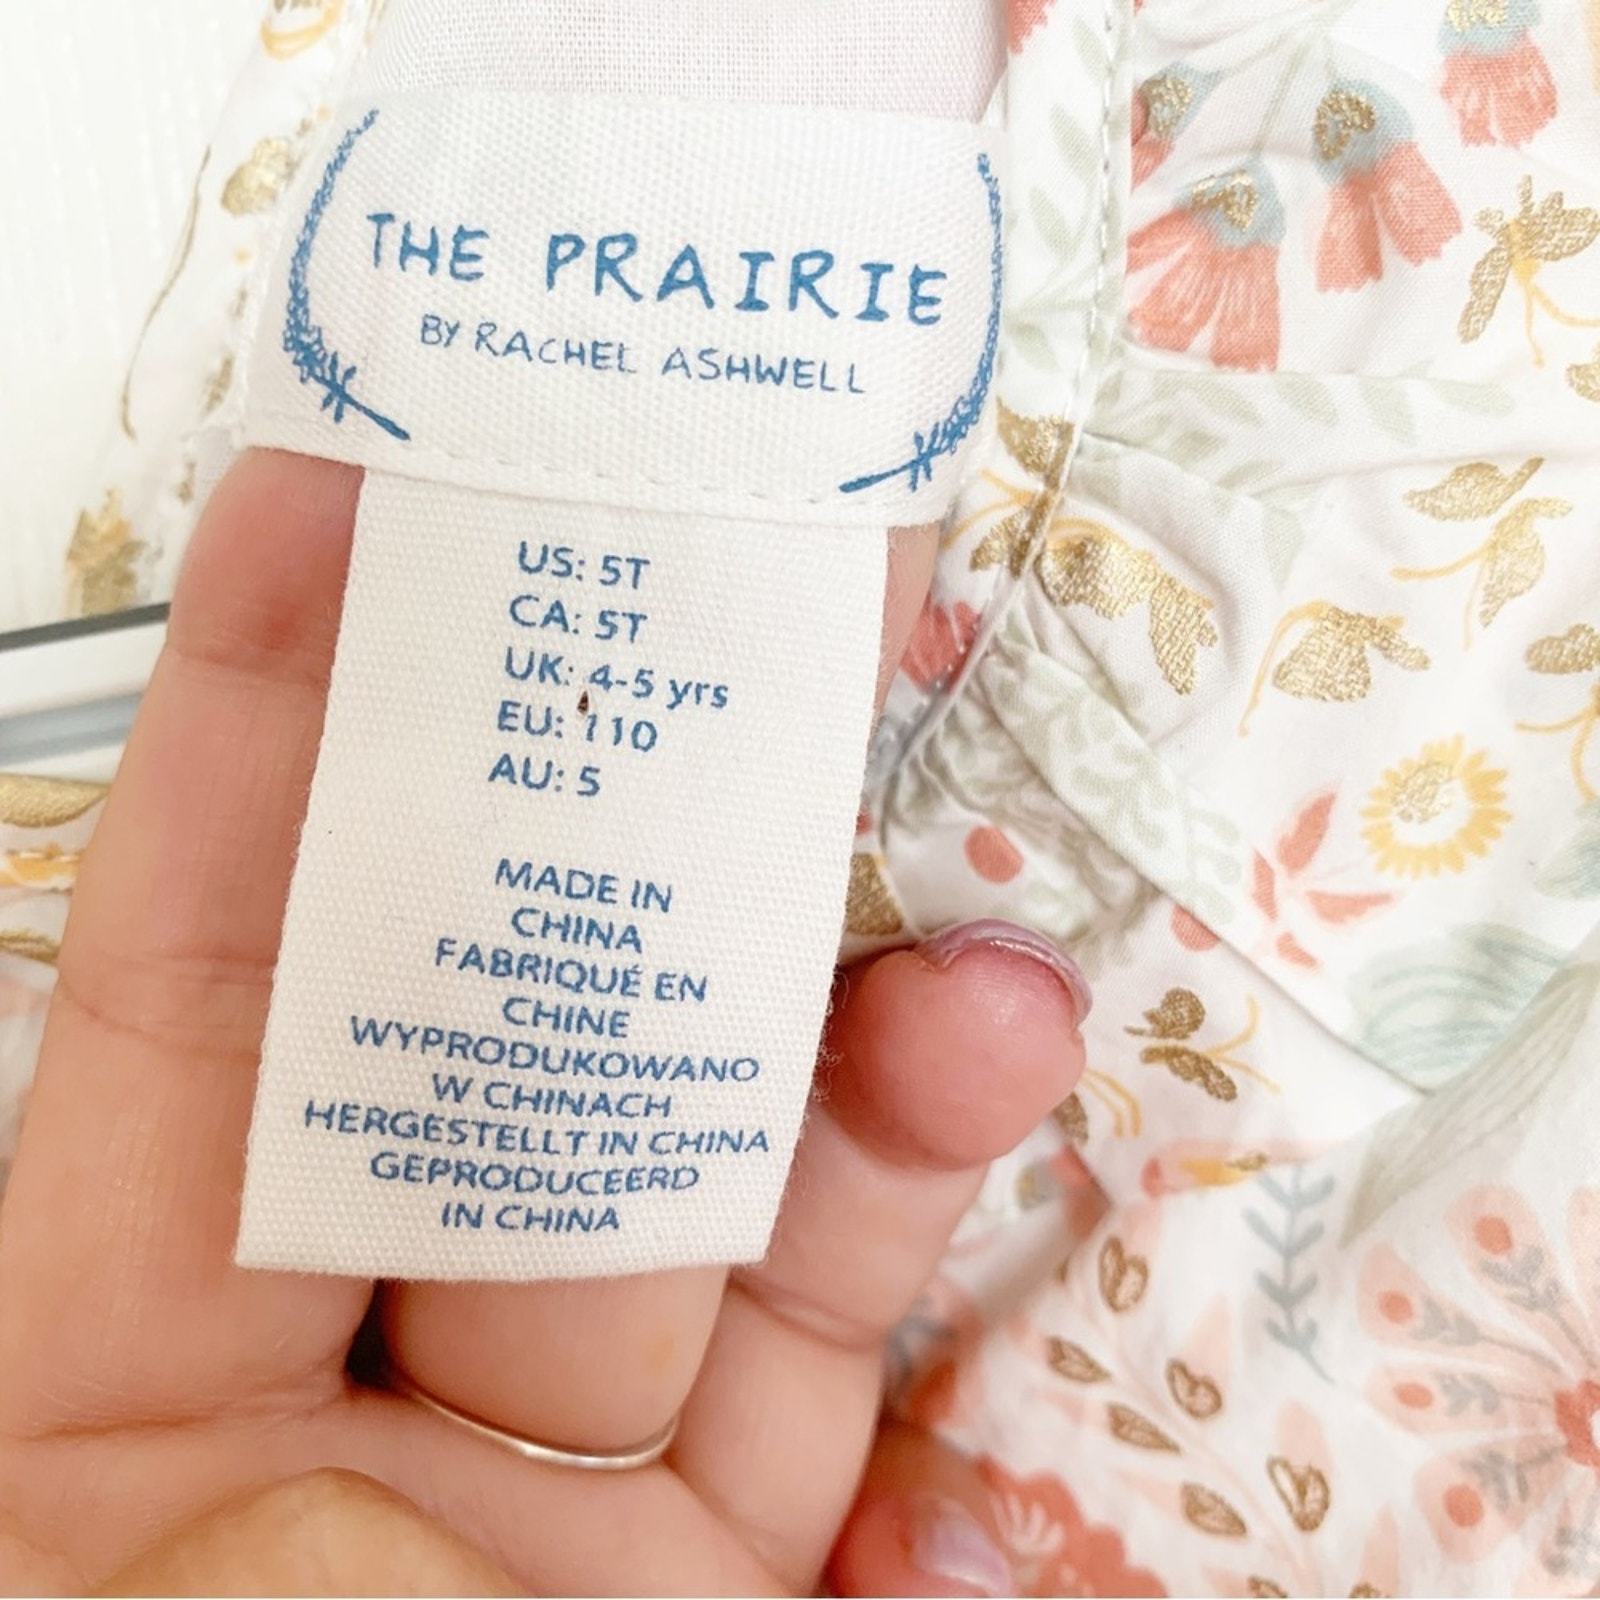 THE PRAIRIE
BY RACHEL ASHWELL
US: 5T
CA: 5T
UK: 4-5 yrs
EU: 110
AU: 5
MADE IN
CHINA
FABRIQUÉ EN
CHINE
WYPRODUKOWANO
W CHINACH
HERGESTELLT IN CHINA
GEPRODUCEERD
IN CHINA